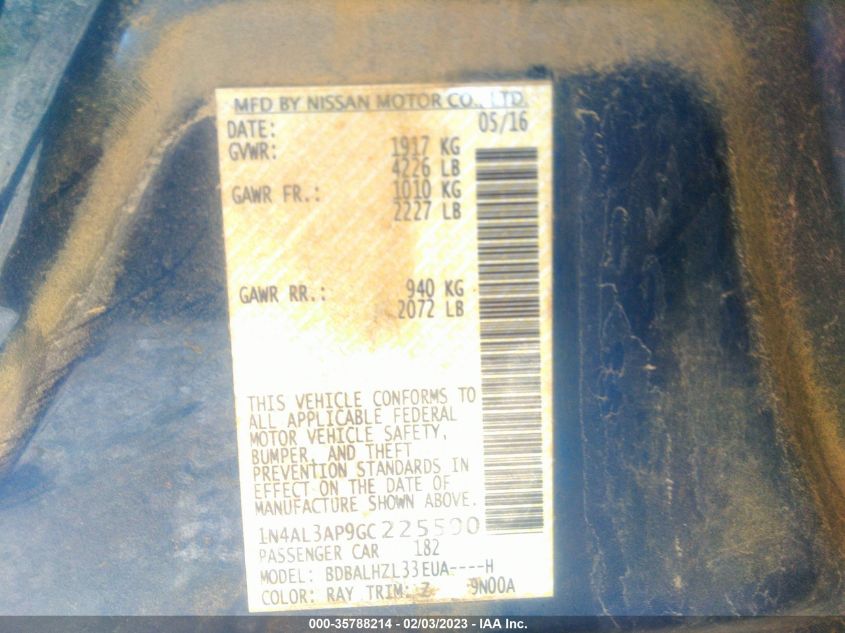 MFD BY NISSAN MOTOR CO., LTD.
DATE: 05/16
GVWR: 1917 KG
4226 LB
GAWR FR.: 1010 KG
2227 LB
GAWR RR.: 940 KG
2072 LB
THIS VEHICLE CONFORMS TO
ALL APPLICABLE FEDERAL
MOTOR VEHICLE SAFETY,
BUMPER, AND THEFT
PREVENTION STANDARDS IN
EFFECT ON THE DATE OF
MANUFACTURE SHOWN ABOVE.
1N4AL3AP9GC225500
PASSENGER CAR 182
MODEL: BDBALHZL33EUA----H
COLOR: RAY TRIM: Z 9N00A
000-35788214 - 02/03/2023 - IAA Inc.